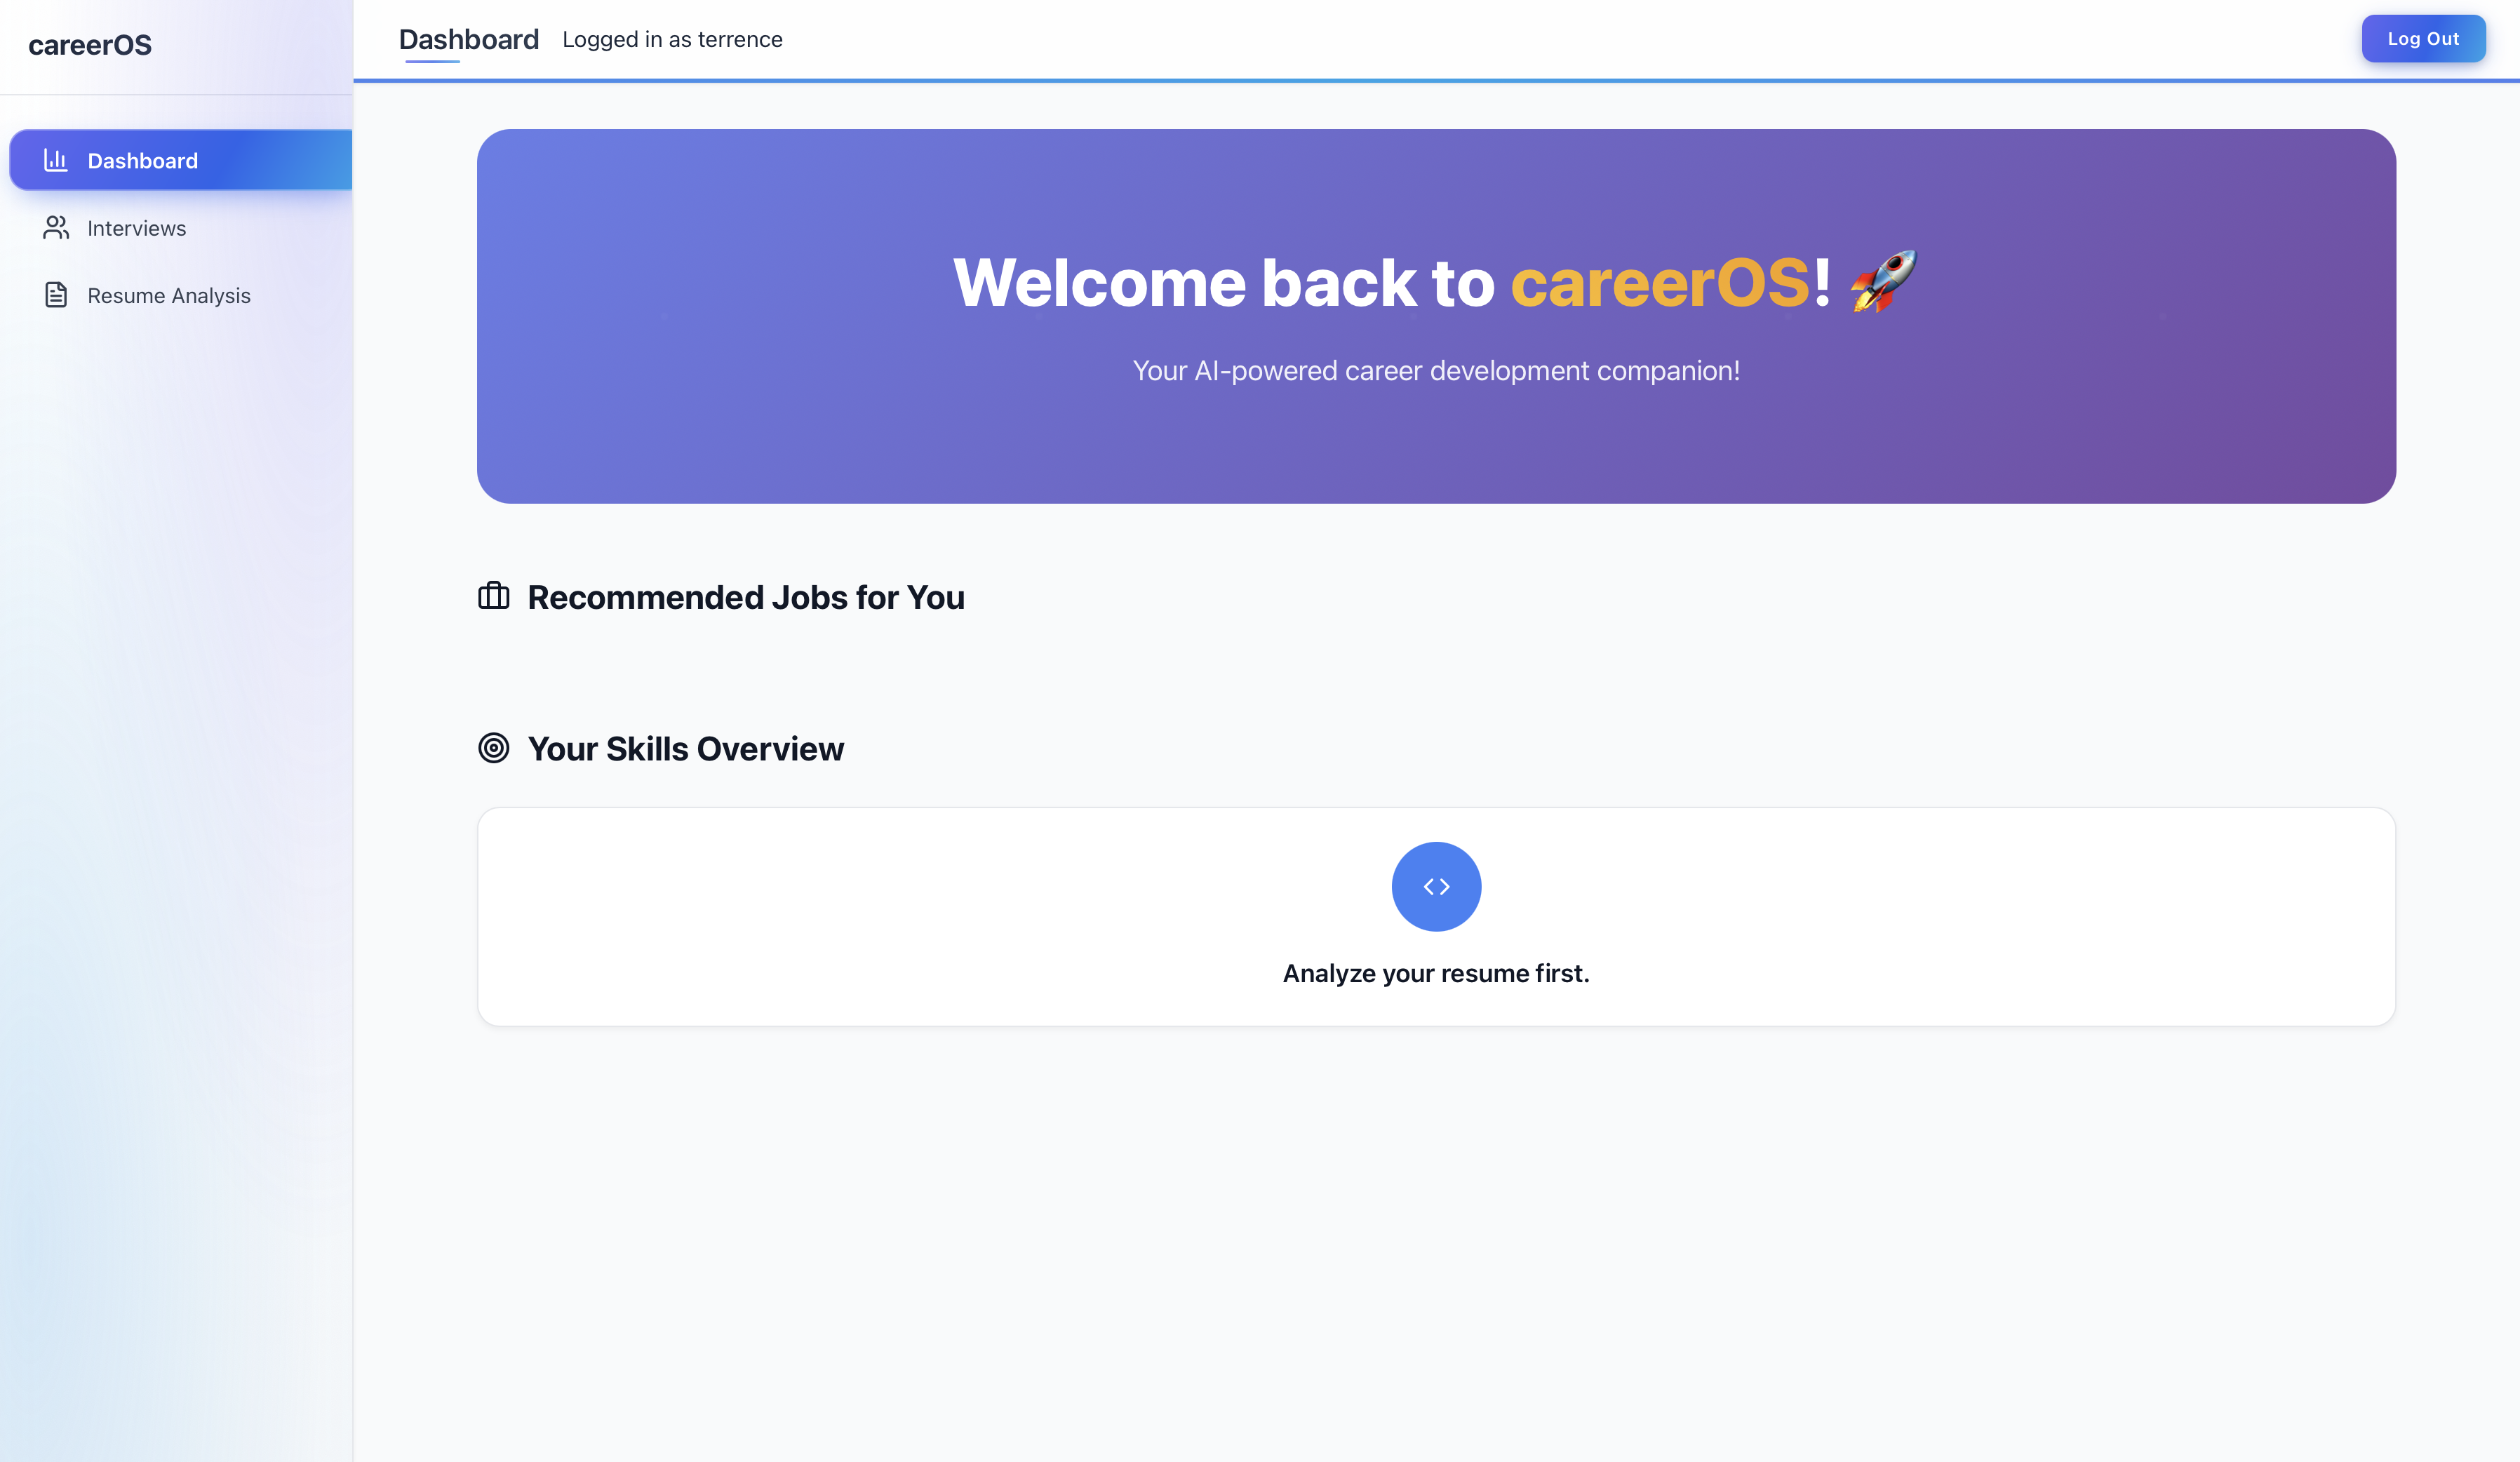 careerOS
Dashboard
Interviews
Resume Analysis
Dashboard Logged in as terrence
Log Out
Welcome back to careerOS! 🚀
Your AI-powered career development companion!
Recommended Jobs for You
Your Skills Overview
Analyze your resume first.